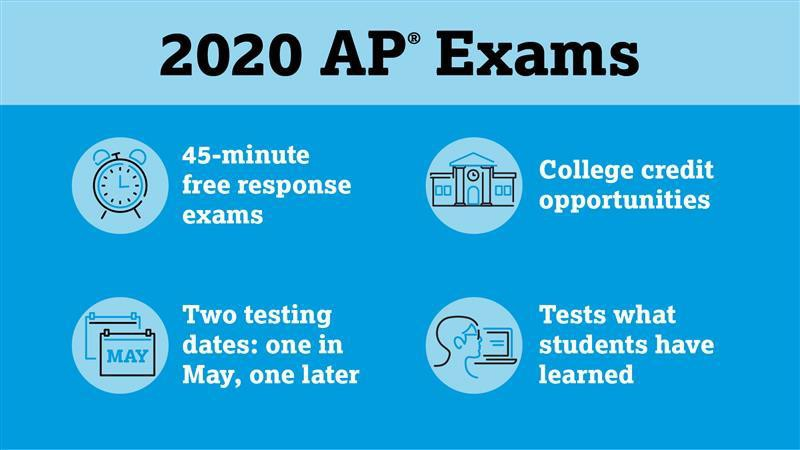 2020 AP® Exams
45-minute
free response
exams
College credit
opportunities
Two testing
dates: one in
May, one later
MAY
Tests what
students have
learned